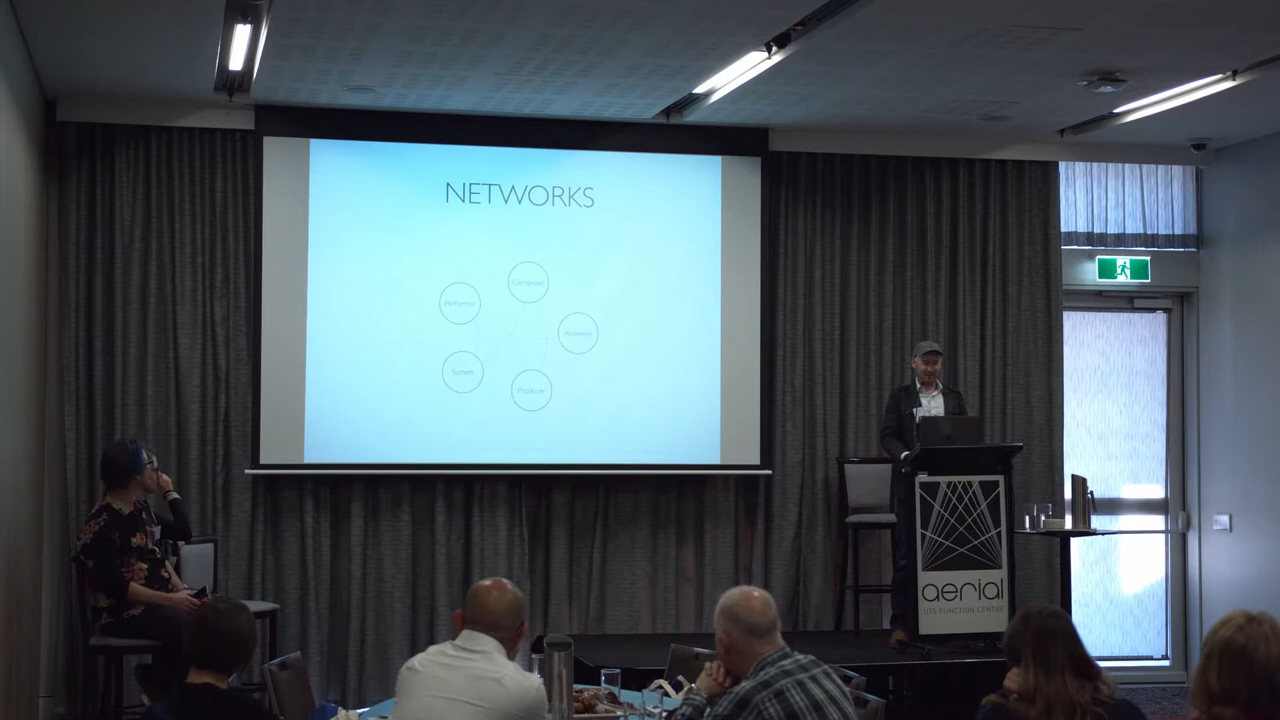 NETWORKS
Composer
Performer
Audience
System
Producer
aerial
UTS FUNCTION CENTRE